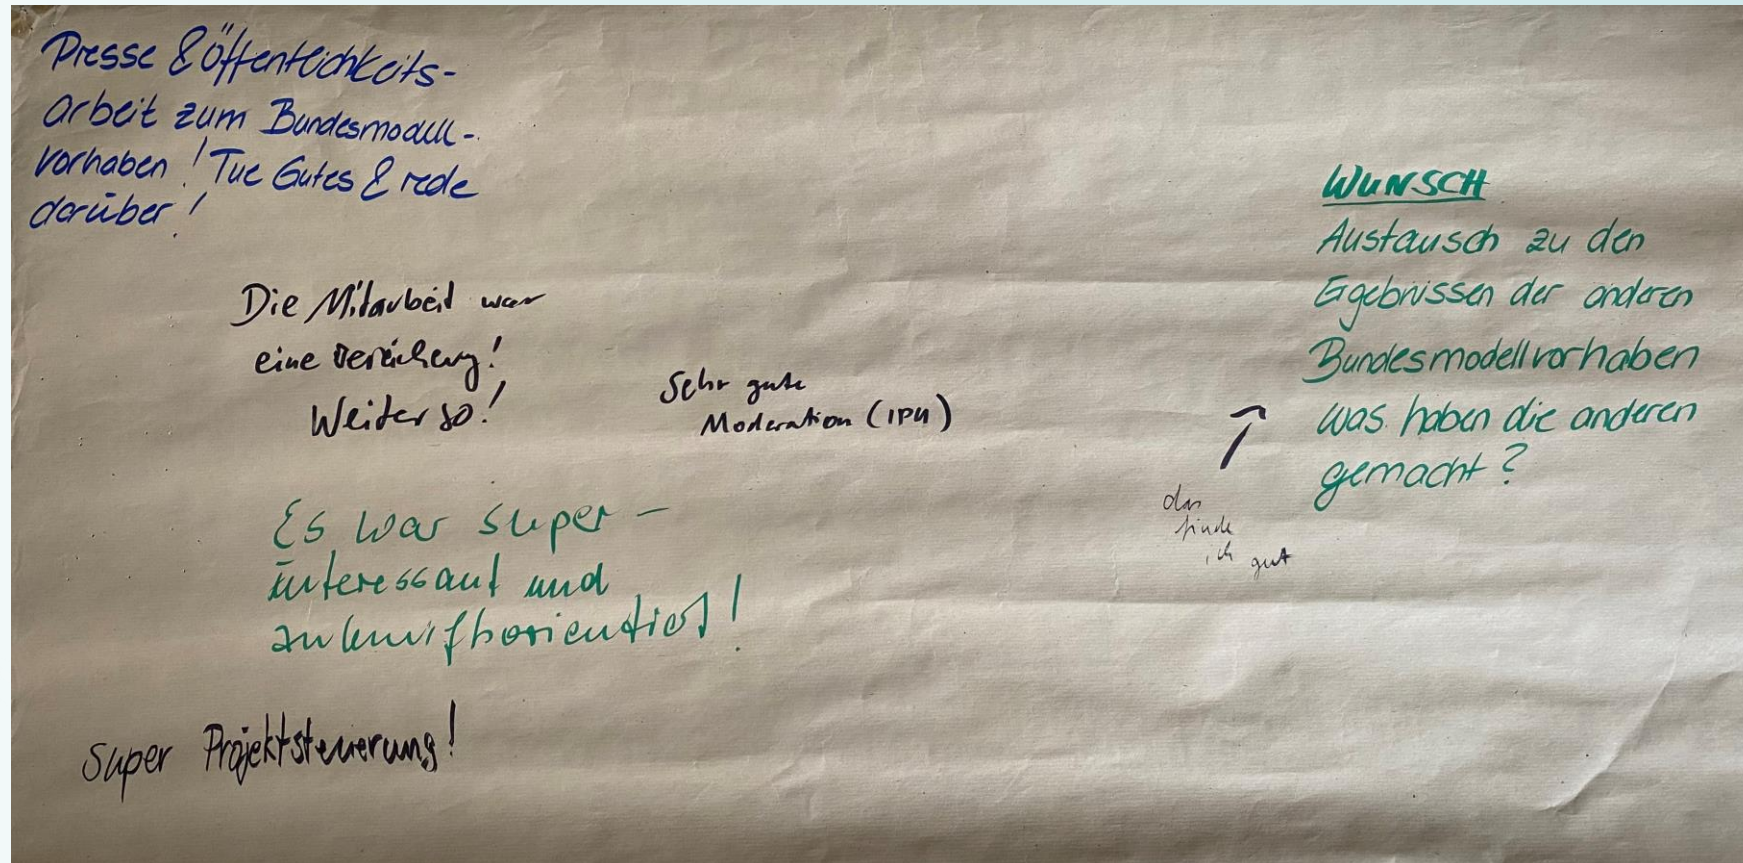 Presse & Öffentlichkeits-
arbeit zum Bundesmodell-
vorhaben! Tue Gutes & rede
darüber!
Die Mitarbeit war
eine Bereicherung!
Weiter so!
Sehr gute
Moderation (IPU)
Es war super -
interessant und
zukunftsorientiert!
Super Projektsteuerung!
WUNSCH
Austausch zu den
Ergebnissen der anderen
Bundesmodellvorhaben
was haben die anderen
gemacht?
das
finde
ich gut